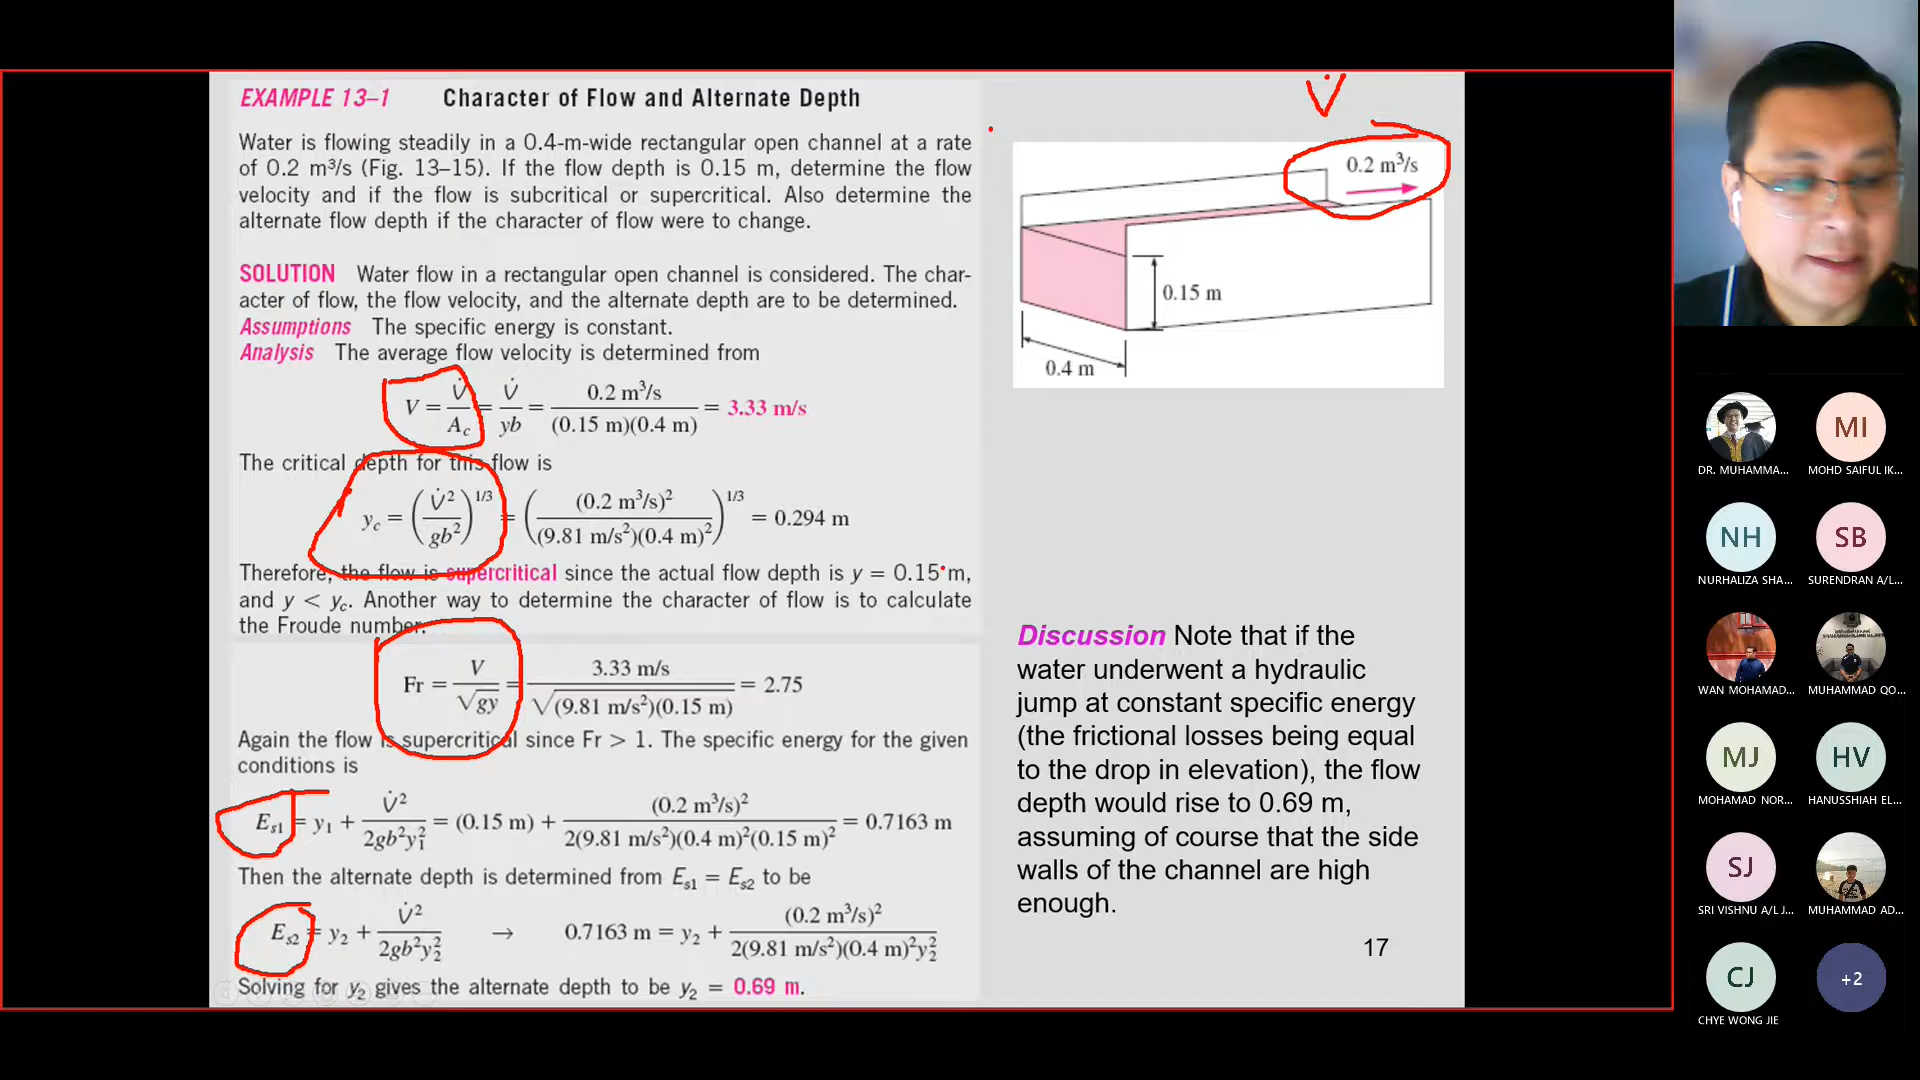 EXAMPLE 13–1 Character of Flow and Alternate Depth
Water is flowing steadily in a 0.4-m-wide rectangular open channel at a rate
of 0.2 m³/s (Fig. 13–15). If the flow depth is 0.15 m, determine the flow
velocity and if the flow is subcritical or supercritical. Also determine the
alternate flow depth if the character of flow were to change.
SOLUTION Water flow in a rectangular open channel is considered. The char-
acter of flow, the flow velocity, and the alternate depth are to be determined.
Assumptions The specific energy is constant.
Analysis The average flow velocity is determined from
V = V̇/A_c = V̇/yb = 0.2 m³/s / (0.15 m)(0.4 m) = 3.33 m/s
The critical depth for this flow is
y_c = (V̇²/gb²)^1/3 = ((0.2 m³/s)² / (9.81 m/s²)(0.4 m)²)^1/3 = 0.294 m
Therefore, the flow is supercritical since the actual flow depth is y = 0.15 m,
and y < y_c. Another way to determine the character of flow is to calculate
the Froude number.
Fr = V/√gy = 3.33 m/s / √(9.81 m/s²)(0.15 m) = 2.75
Again the flow is supercritical since Fr > 1. The specific energy for the given
conditions is
E_s1 = y₁ + V̇²/2gb²y₁² = (0.15 m) + (0.2 m³/s)² / 2(9.81 m/s²)(0.4 m)²(0.15 m)² = 0.7163 m
Then the alternate depth is determined from E_s1 = E_s2 to be
E_s2 = y₂ + V̇²/2gb²y₂² → 0.7163 m = y₂ + (0.2 m³/s)² / 2(9.81 m/s²)(0.4 m)²y₂²
Solving for y₂ gives the alternate depth to be y₂ = 0.69 m.
V̇
0.2 m³/s
0.15 m
0.4 m
Discussion Note that if the
water underwent a hydraulic
jump at constant specific energy
(the frictional losses being equal
to the drop in elevation), the flow
depth would rise to 0.69 m,
assuming of course that the side
walls of the channel are high
enough.
17
MI
DR. MUHAMMA... MOHD SAIFUL IK...
NH SB
NURHALIZA SHA... SURENDRAN A/L...
WAN MOHAMAD... MUHAMMAD QO...
MJ HV
MOHAMAD NOR... HANUSSHIAH EL...
SJ
SRI VISHNU A/L J... MUHAMMAD AD...
CJ +2
CHYE WONG JIE